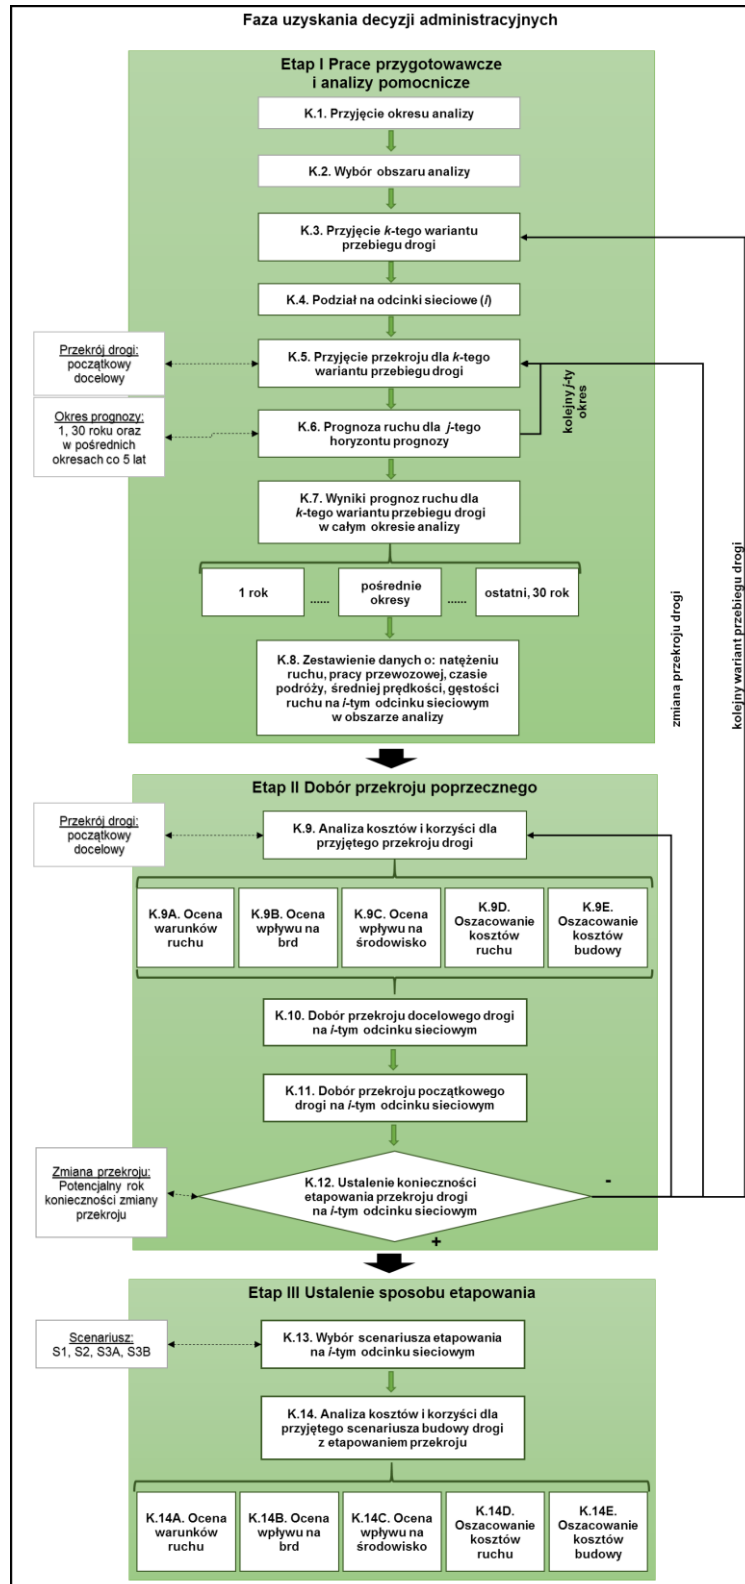 Faza uzyskania decyzji administracyjnych
Etap I Prace przygotowawcze
i analizy pomocnicze
K.1. Przyjęcie okresu analizy
K.2. Wybór obszaru analizy
K.3. Przyjęcie k-tego wariantu
przebiegu drogi
K.4. Podział na odcinki sieciowe (i)
Przekrój drogi:
początkowy
docelowy
K.5. Przyjęcie przekroju dla k-tego
wariantu przebiegu drogi
Okres prognozy:
1, 30 roku oraz
w pośrednich
okresach co 5 lat
K.6. Prognoza ruchu dla j-tego
horyzontu prognozy
kolejny j-ty
okres
K.7. Wyniki prognoz ruchu dla
k-tego wariantu przebiegu drogi
w całym okresie analizy
1 rok
......
pośrednie
okresy
......
ostatni, 30 rok
K.8. Zestawienie danych o: natężeniu
ruchu, pracy przewozowej, czasie
podróży, średniej prędkości, gęstości
ruchu na i-tym odcinku sieciowym
w obszarze analizy
zmiana przekroju drogi
kolejny wariant przebiegu drogi
Etap II Dobór przekroju poprzecznego
Przekrój drogi:
początkowy
docelowy
K.9. Analiza kosztów i korzyści dla
przyjętego przekroju drogi
K.9A. Ocena
warunków
ruchu
K.9B. Ocena
wpływu na
brd
K.9C. Ocena
wpływu na
środowisko
K.9D.
Oszacowanie
kosztów
ruchu
K.9E.
Oszacowanie
kosztów
budowy
K.10. Dobór przekroju docelowego drogi
na i-tym odcinku sieciowym
K.11. Dobór przekroju początkowego
drogi na i-tym odcinku sieciowym
Zmiana przekroju:
Potencjalny rok
konieczności zmiany
przekroju
K.12. Ustalenie konieczności
etapowania przekroju drogi
na i-tym odcinku sieciowym
-
+
Etap III Ustalenie sposobu etapowania
Scenariusz:
S1, S2, S3A, S3B
K.13. Wybór scenariusza etapowania
na i-tym odcinku sieciowym
K.14. Analiza kosztów i korzyści dla
przyjętego scenariusza budowy drogi
z etapowaniem przekroju
K.14A. Ocena
warunków
ruchu
K.14B. Ocena
wpływu na
brd
K.14C. Ocena
wpływu na
środowisko
K.14D.
Oszacowanie
kosztów
ruchu
K.14E.
Oszacowanie
kosztów
budowy